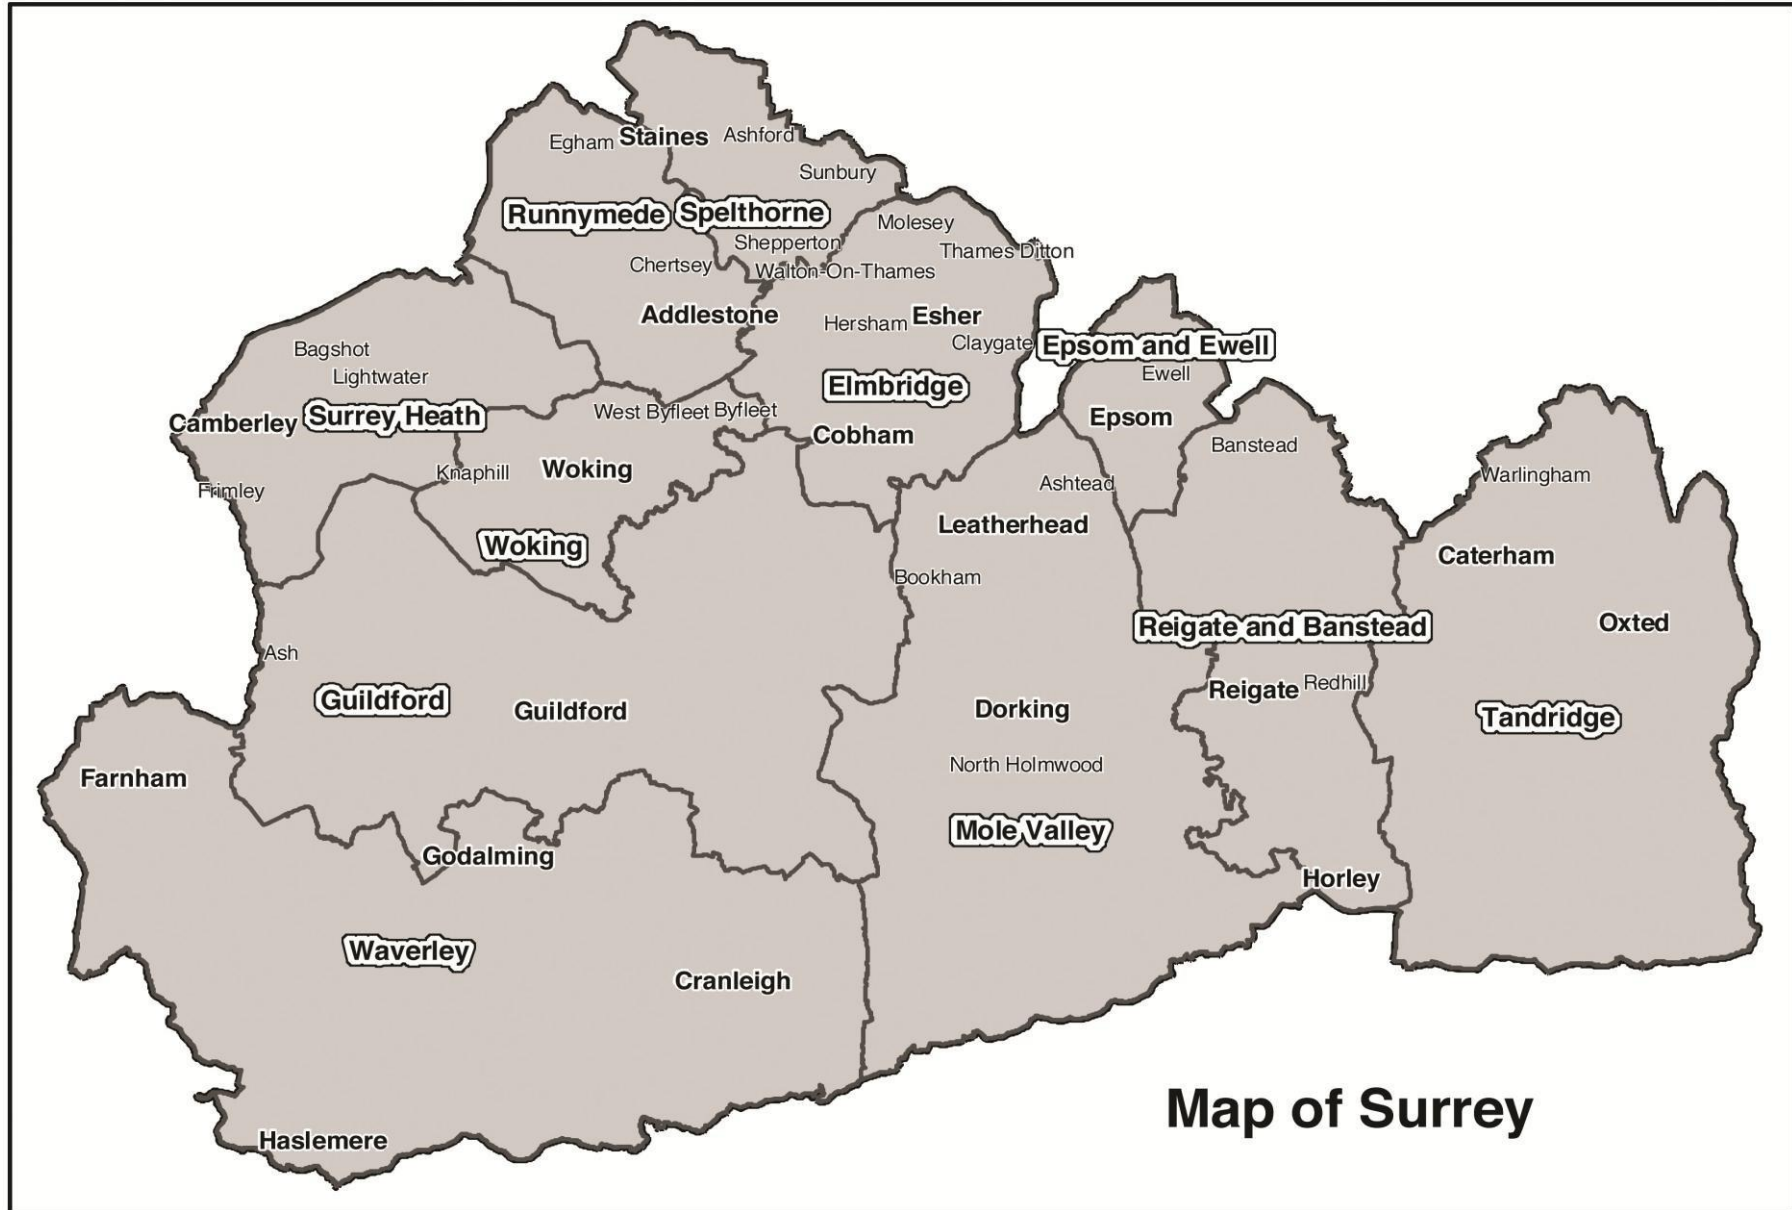 Egham
Staines
Ashford
Sunbury
Runnymede
Spelthorne
Molesey
Shepperton
Thames Ditton
Chertsey
Walton-On-Thames
Addlestone
Hersham
Esher
Claygate
Epsom and Ewell
Bagshot
Lightwater
Ewell
Elmbridge
Camberley
Surrey Heath
West Byfleet
Byfleet
Epsom
Cobham
Banstead
Knaphill
Woking
Warlingham
Frimley
Ashtead
Leatherhead
Woking
Caterham
Bookham
Oxted
Reigate and Banstead
Ash
Guildford
Guildford
Dorking
Reigate
Redhill
Tandridge
Farnham
North Holmwood
Mole Valley
Godalming
Horley
Waverley
Cranleigh
Map of Surrey
Haslemere